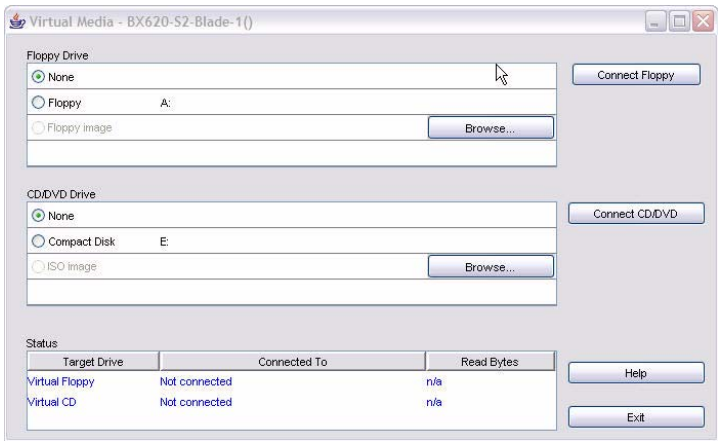 Virtual Media - BX620-S2-Blade-1()
Floppy Drive
None
Connect Floppy
Floppy A:
Floppy image Browse...
CD/DVD Drive
None
Connect CD/DVD
Compact Disk E:
ISO Image Browse...
Status
Target Drive Connected To Read Bytes
Virtual Floppy Not connected n/a
Virtual CD Not connected n/a
Help
Exit